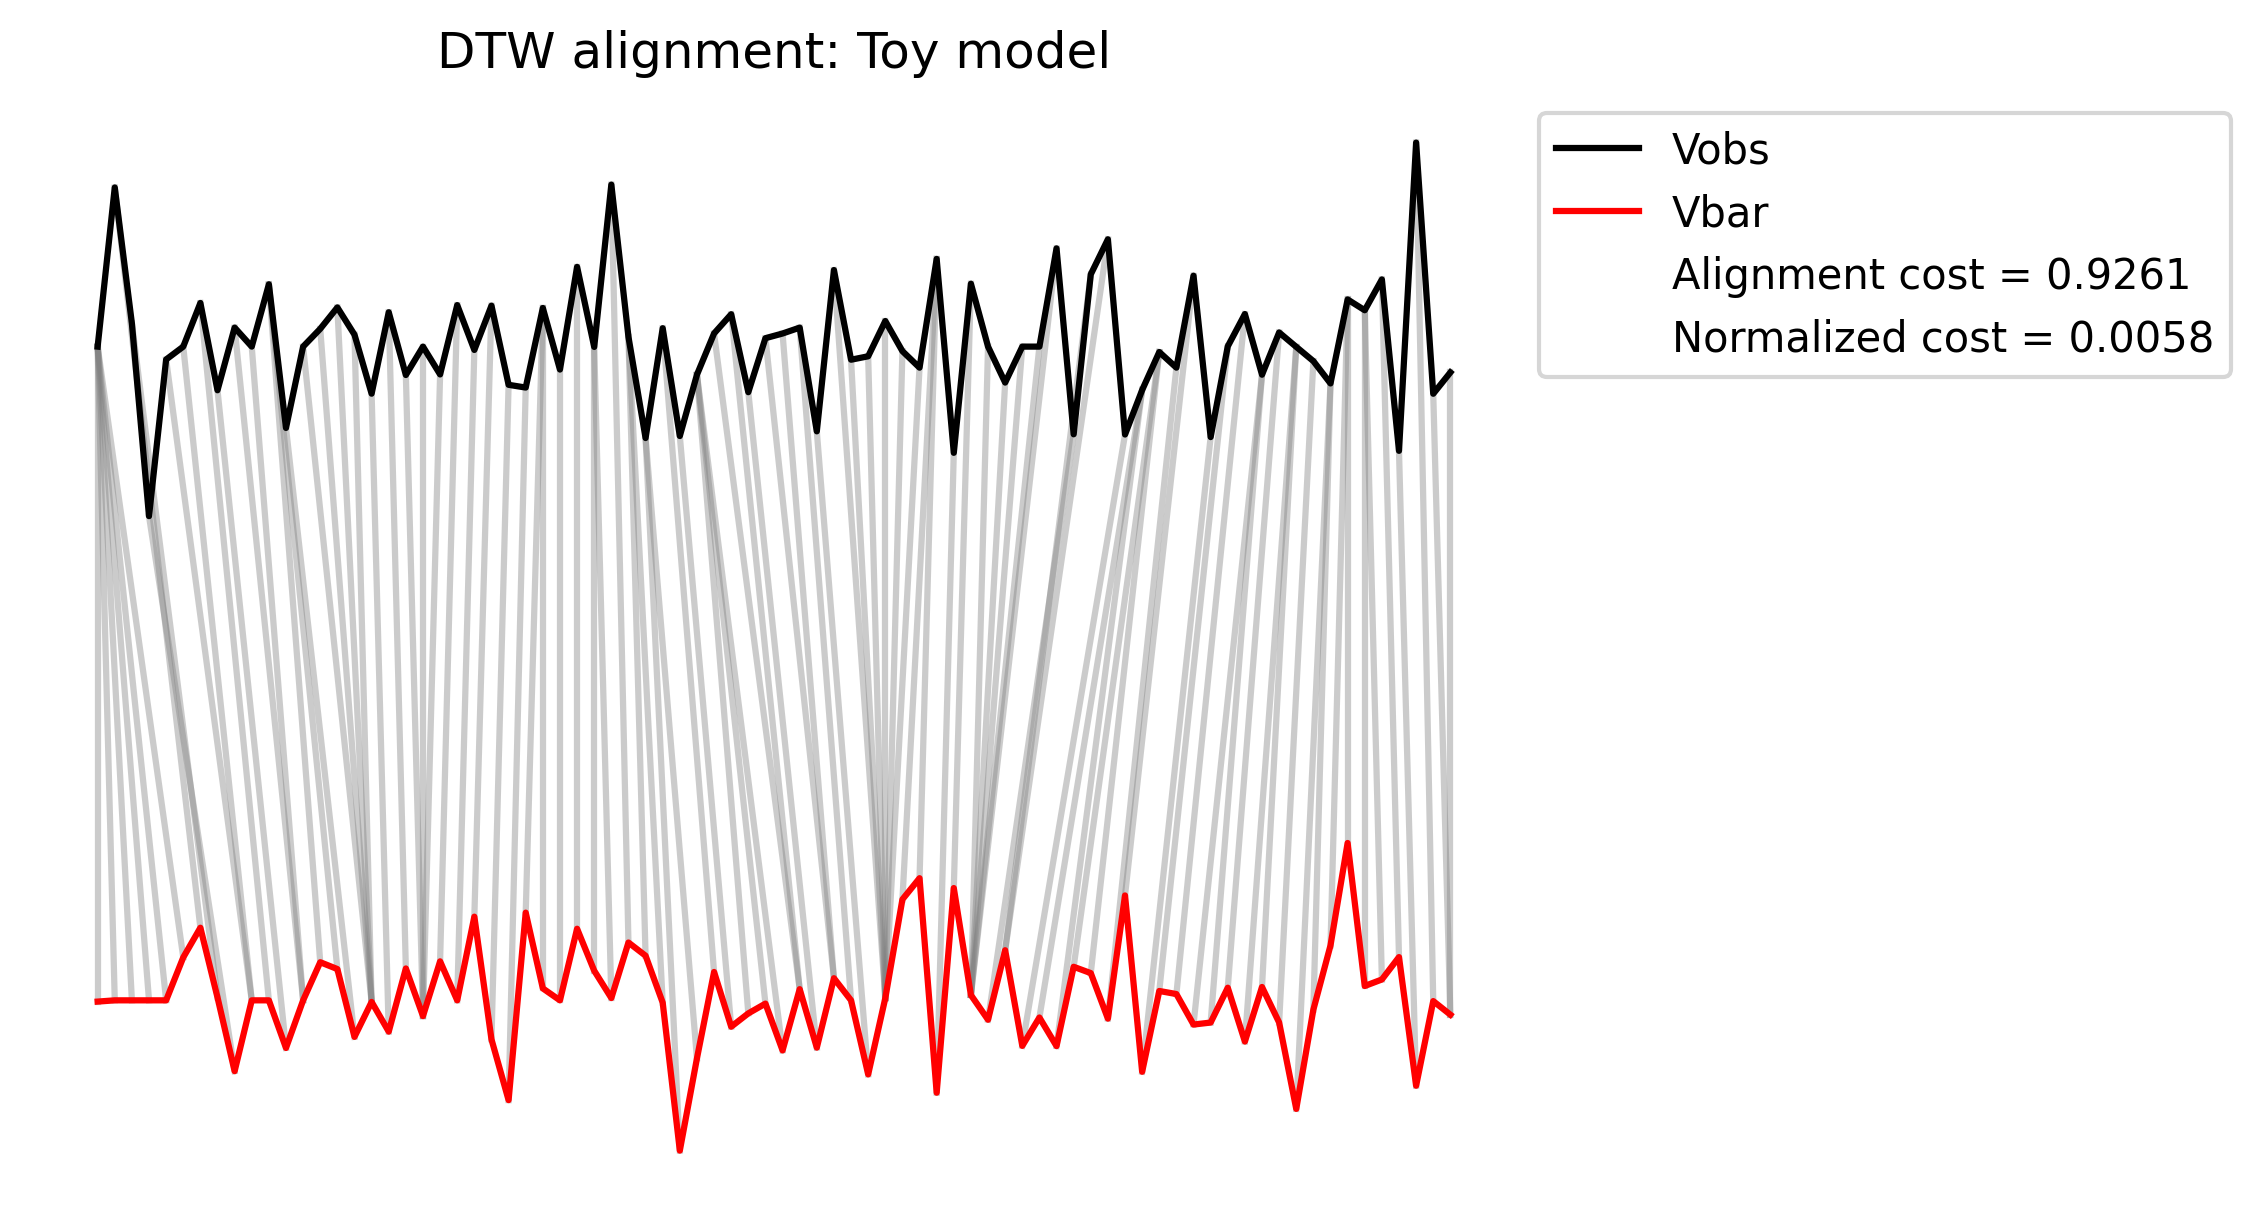 DTW alignment: Toy model
Vobs
Vbar
Alignment cost = 0.9261
Normalized cost = 0.0058